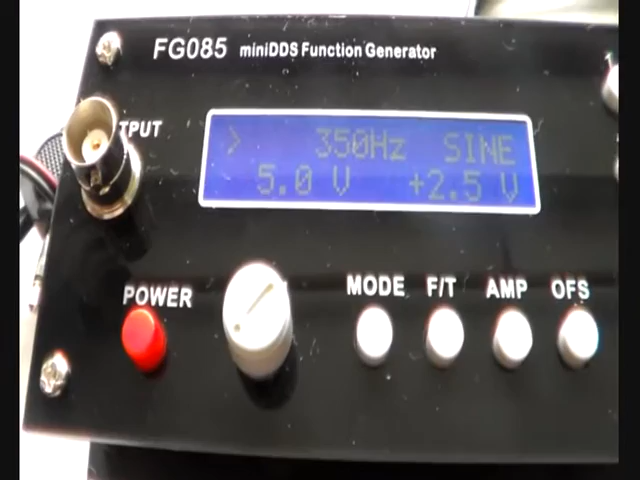 FG085 miniDDS Function Generator
TPUT
> 350Hz SINE
5.0 V +2.5 V
POWER
MODE F/T AMP OFS